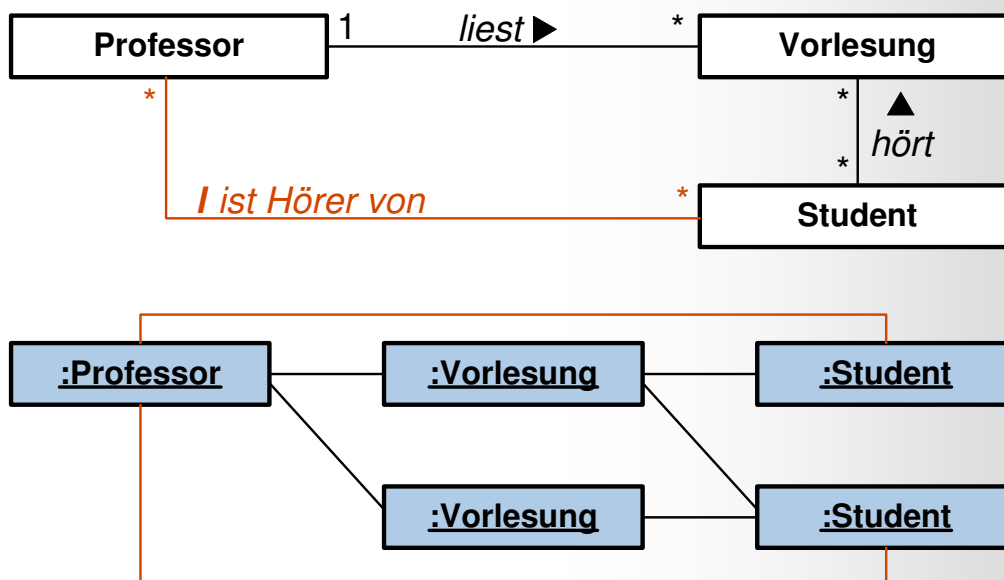 1 liest ▶ *
Professor Vorlesung
* * ▲
hört
*
/ ist Hörer von *
Student
:Professor :Vorlesung :Student
:Vorlesung :Student